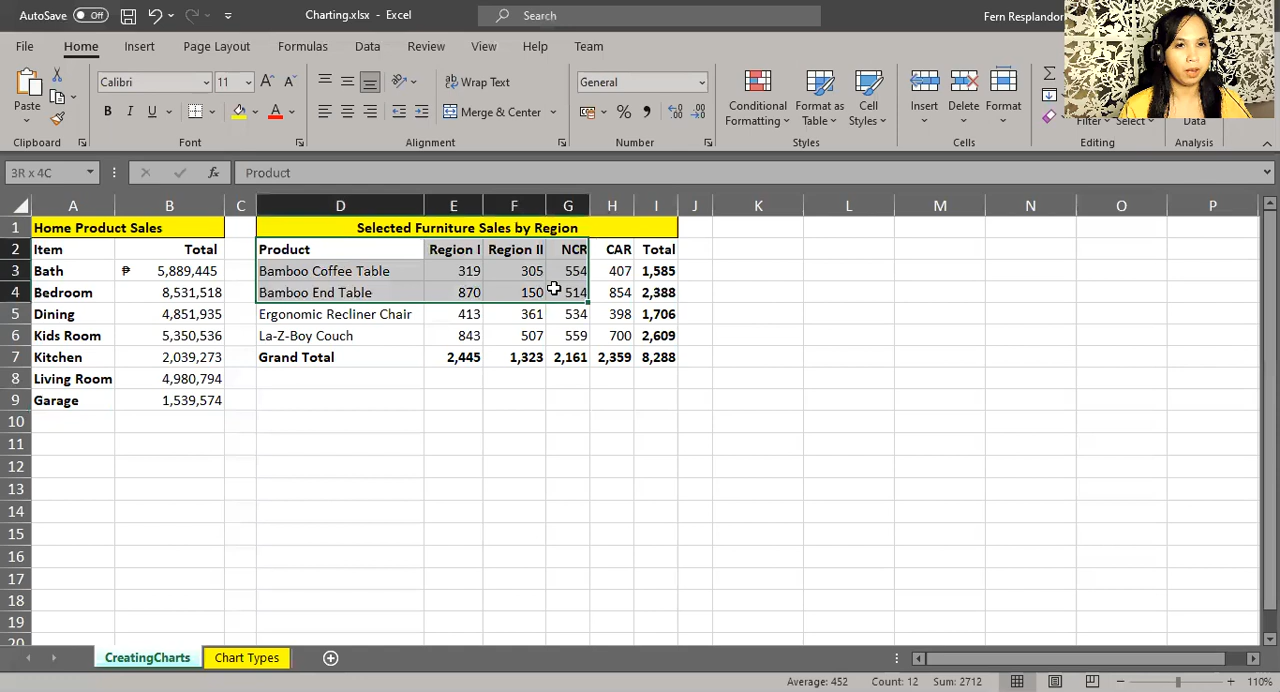 AutoSave Off Charting.xlsx - Excel Search Fern Resplandor
File Home Insert Page Layout Formulas Data Review View Help Team
Calibri 11 Wrap Text General
Paste B I U Merge & Center % Conditional Formatting Format as Table Cell Styles Insert Delete Format Filter Select Data
Clipboard Font Alignment Number Styles Cells Editing Analysis
3R x 4C fx Product
A B C D E F G H I J K L M N O P
1 Home Product Sales Selected Furniture Sales by Region
2 Item Total Product Region I Region II NCR CAR Total
3 Bath ₱ 5,889,445 Bamboo Coffee Table 319 305 554 407 1,585
4 Bedroom 8,531,518 Bamboo End Table 870 150 514 854 2,388
5 Dining 4,851,935 Ergonomic Recliner Chair 413 361 534 398 1,706
6 Kids Room 5,350,536 La-Z-Boy Couch 843 507 559 700 2,609
7 Kitchen 2,039,273 Grand Total 2,445 1,323 2,161 2,359 8,288
8 Living Room 4,980,794
9 Garage 1,539,574
10
11
12
13
14
15
16
17
18
19
20
CreatingCharts Chart Types
Average: 452 Count: 12 Sum: 2712 110%